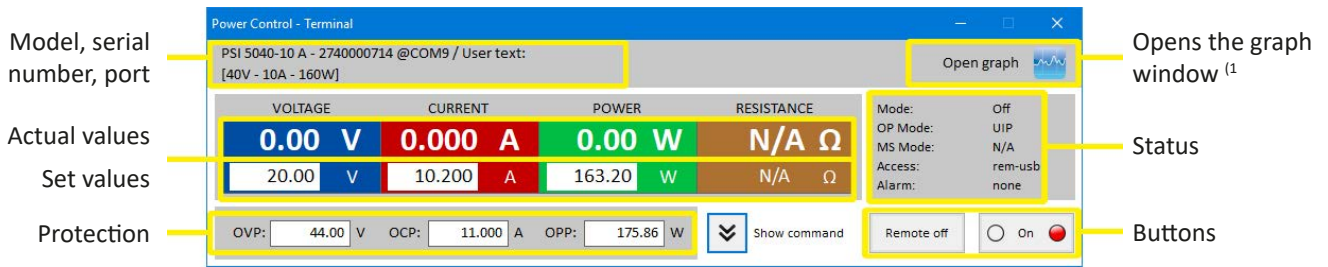 Power Control - Terminal
Model, serial
number, port
PSI 5040-10 A - 2740000714 @COM9 / User text:
[40V - 10A - 160W]
Open graph
Opens the graph
window (1
VOLTAGE CURRENT POWER RESISTANCE
Actual values
0.00 V 0.000 A 0.00 W N/A Ω
Set values
20.00 V 10.200 A 163.20 W N/A Ω
Mode: Off
OP Mode: UIP
MS Mode: N/A
Access: rem-usb
Alarm: none
Status
Protection
OVP: 44.00 V OCP: 11.000 A OPP: 175.86 W
Show command
Remote off
On
Buttons